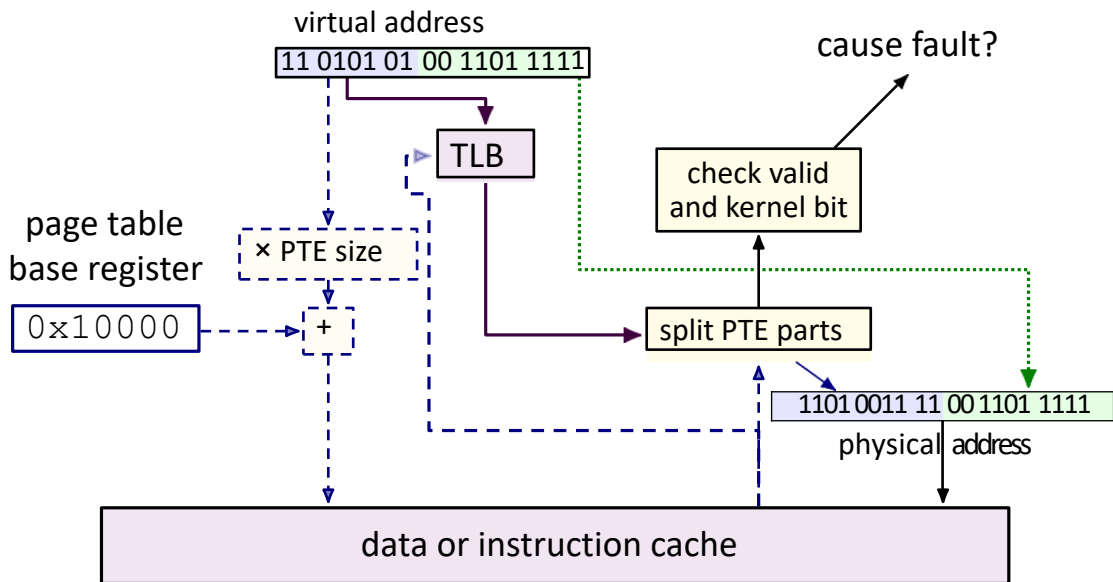 virtual address
11 0101 01 00 1101 1111
cause fault?
TLB
check valid
and kernel bit
page table
base register
× PTE size
0x10000
+
split PTE parts
1101 0011 11 00 1101 1111
physical address
data or instruction cache